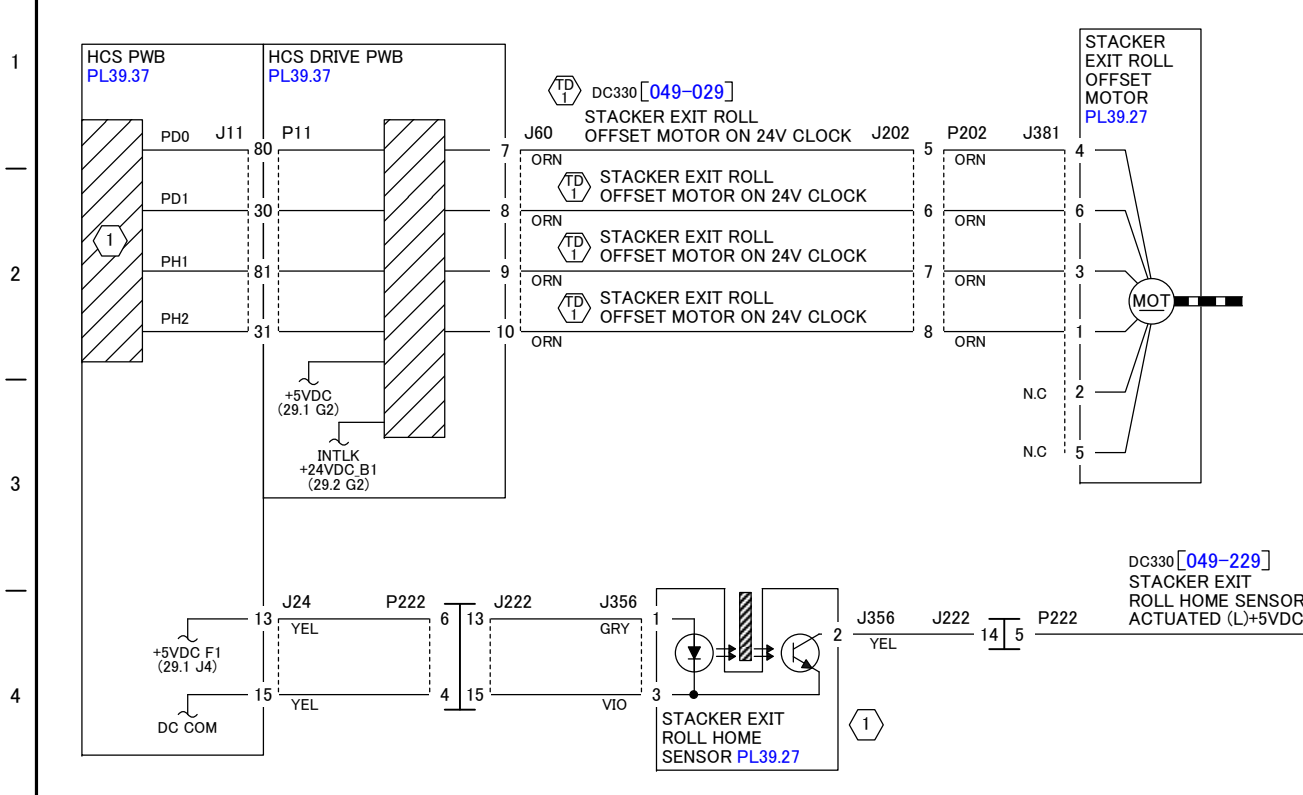 1
2
3
4
HCS PWB
PL39.37
HCS DRIVE PWB
PL39.37
STACKER
EXIT ROLL
OFFSET
MOTOR
PL39.27
TD
1
DC330[049-029]
STACKER EXIT ROLL
OFFSET MOTOR ON 24V CLOCK
PD0
J11
80
P11
7
J60
ORN
J202
5
P202
ORN
J381
4
TD
1
STACKER EXIT ROLL
OFFSET MOTOR ON 24V CLOCK
PD1
30
8
ORN
6
ORN
6
1
TD
1
STACKER EXIT ROLL
OFFSET MOTOR ON 24V CLOCK
PH1
81
9
ORN
7
ORN
3
MOT
TD
1
STACKER EXIT ROLL
OFFSET MOTOR ON 24V CLOCK
PH2
31
10
ORN
8
ORN
1
N.C
2
N.C
5
+5VDC
(29.1 G2)
INTLK
+24VDC_B1
(29.2 G2)
DC330[049-229]
STACKER EXIT
ROLL HOME SENSOR
ACTUATED (L)+5VDC
13
J24
YEL
P222
6
13
J222
J356
GRY
1
2
J356
YEL
J222
14
5
P222
+5VDC F1
(29.1 J4)
15
YEL
4
15
VIO
3
DC COM
STACKER EXIT
ROLL HOME
SENSOR PL39.27
1